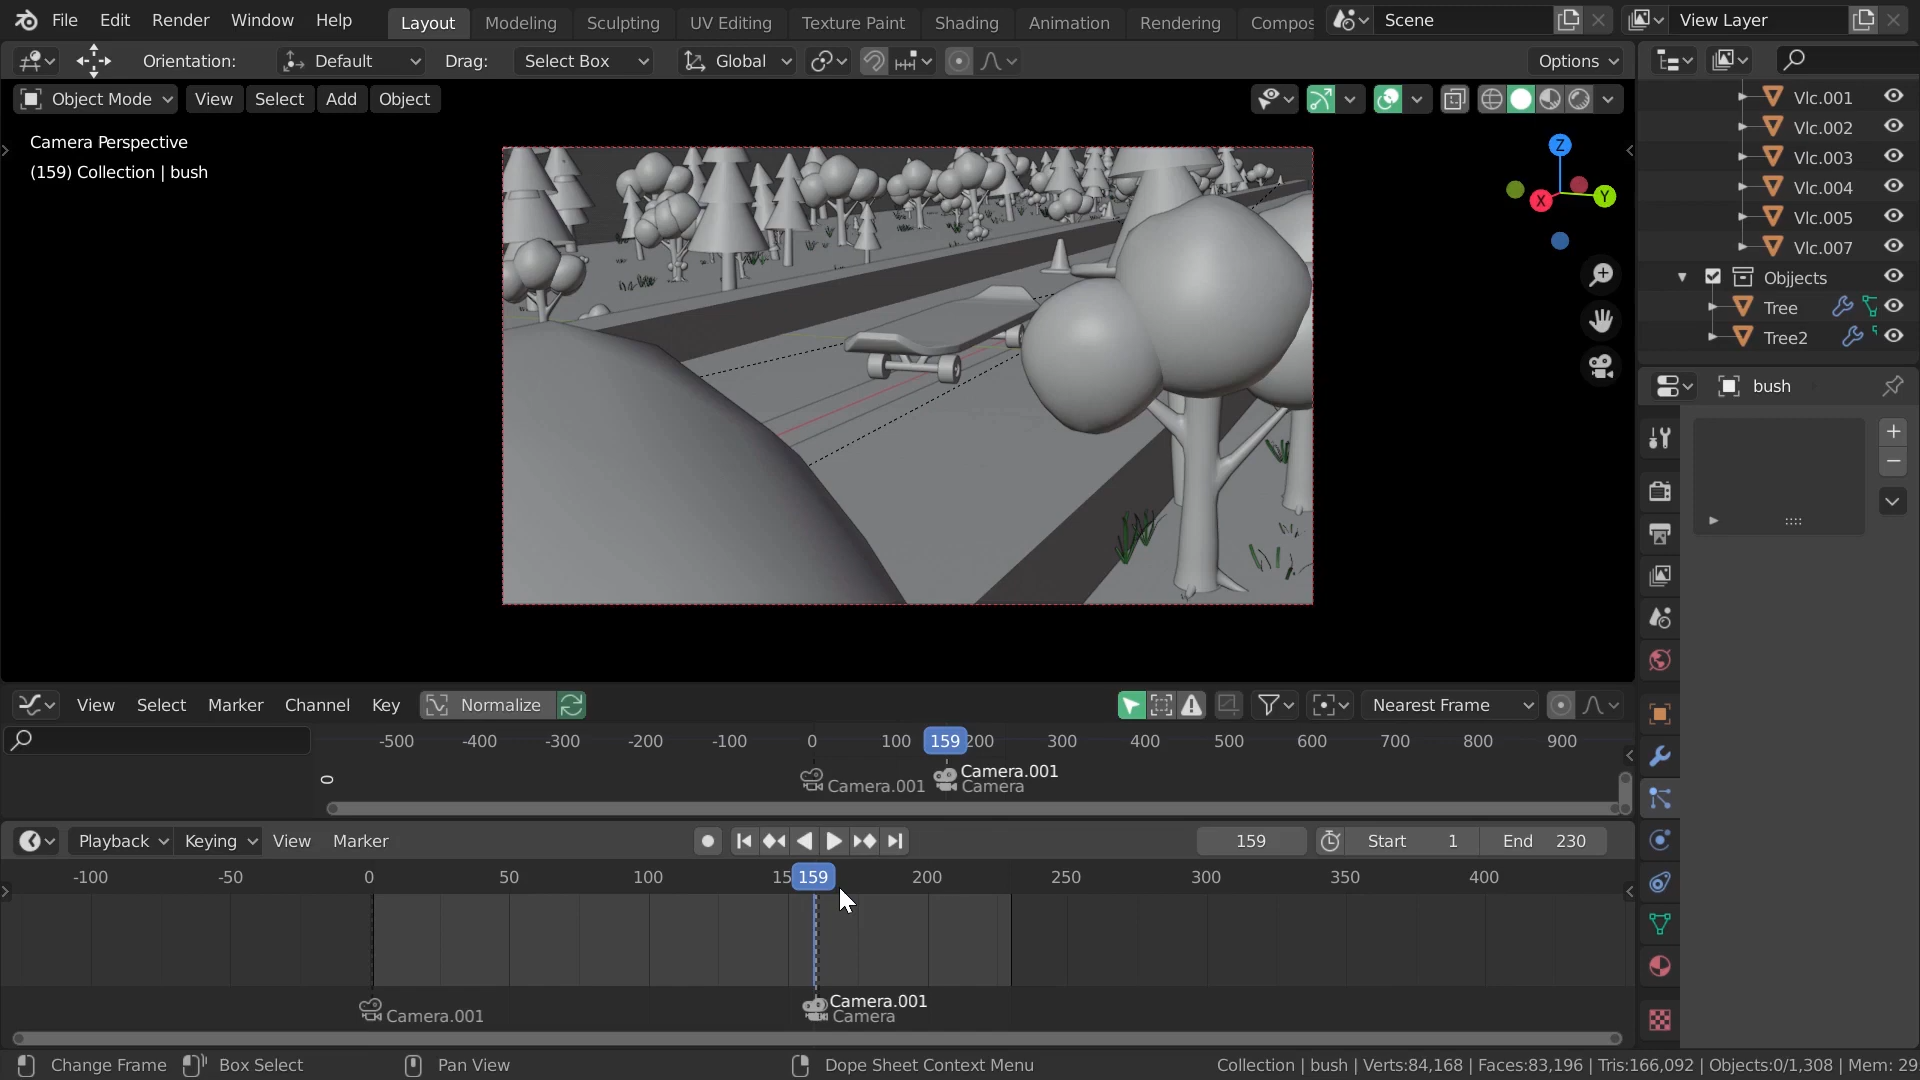 File Edit Render Window Help Layout Modeling Sculpting UV Editing Texture Paint Shading Animation Rendering Compos Scene View Layer
Orientation: Default Drag: Select Box Global Options
Object Mode View Select Add Object
Camera Perspective
(159) Collection | bush
Z
Y
X
Vlc.001
Vlc.002
Vlc.003
Vlc.004
Vlc.005
Vlc.007
Objjects
Tree
Tree2
bush
View Select Marker Channel Key Normalize Nearest Frame
-500 -400 -300 -200 -100 0 100 159 200 300 400 500 600 700 800 900
0
Camera.001 Camera.001
Camera
Playback Keying View Marker 159 Start 1 End 230
-100 -50 0 50 100 15 159 200 250 300 350 400
Camera.001 Camera.001
Camera
Change Frame Box Select Pan View Dope Sheet Context Menu Collection | bush | Verts:84,168 | Faces:83,196 | Tris:166,092 | Objects:0/1,308 | Mem: 29